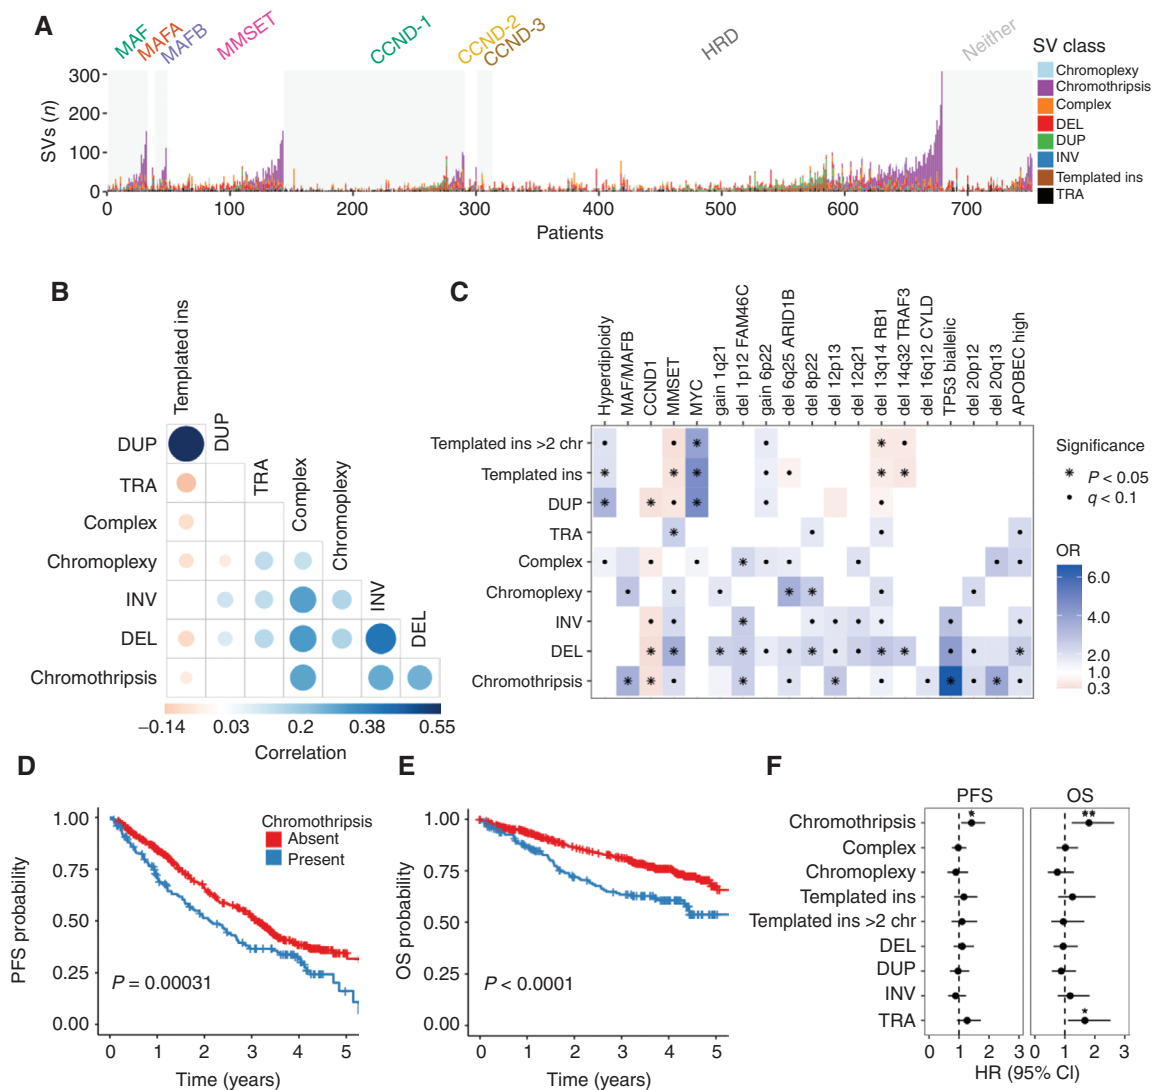 A
MAF
MAFA
MAFB
MMSET
CCND-1
CCND-2
CCND-3
HRD
Neither
SVs (n)
300
200
100
0
0 100 200 300 400 500 600 700
Patients
SV class
Chromoplexy
Chromothripsis
Complex
DEL
DUP
INV
Templated ins
TRA
B
Templated ins
DUP
TRA
Complex
Chromoplexy
INV
DEL
DUP
TRA
Complex
Chromoplexy
INV
DEL
Chromothripsis
−0.14 0.03 0.2 0.38 0.55
Correlation
C
Hyperdiploidy
MAF/MAFB
CCND1
MMSET
MYC
gain 1q21
del 1p12 FAM46C
gain 6p22
del 6q25 ARID1B
del 8p22
del 12p13
del 12q21
del 13q14 RB1
del 14q32 TRAF3
del 16q12 CYLD
TP53 biallelic
del 20p12
del 20q13
APOBEC high
Templated ins >2 chr
Templated ins
DUP
TRA
Complex
Chromoplexy
INV
DEL
Chromothripsis
Significance
* P < 0.05
• q < 0.1
OR
6.0
4.0
2.0
1.0
0.3
D
PFS probability
1.00
0.75
0.50
0.25
0.00
Chromothripsis
Absent
Present
P = 0.00031
0 1 2 3 4 5
Time (years)
E
OS probability
1.00
0.75
0.50
0.25
0.00
P < 0.0001
0 1 2 3 4 5
Time (years)
F
PFS OS
Chromothripsis * **
Complex
Chromoplexy
Templated ins
Templated ins >2 chr
DEL
DUP
INV
TRA *
0 1 2 3 0 1 2 3
HR (95% CI)